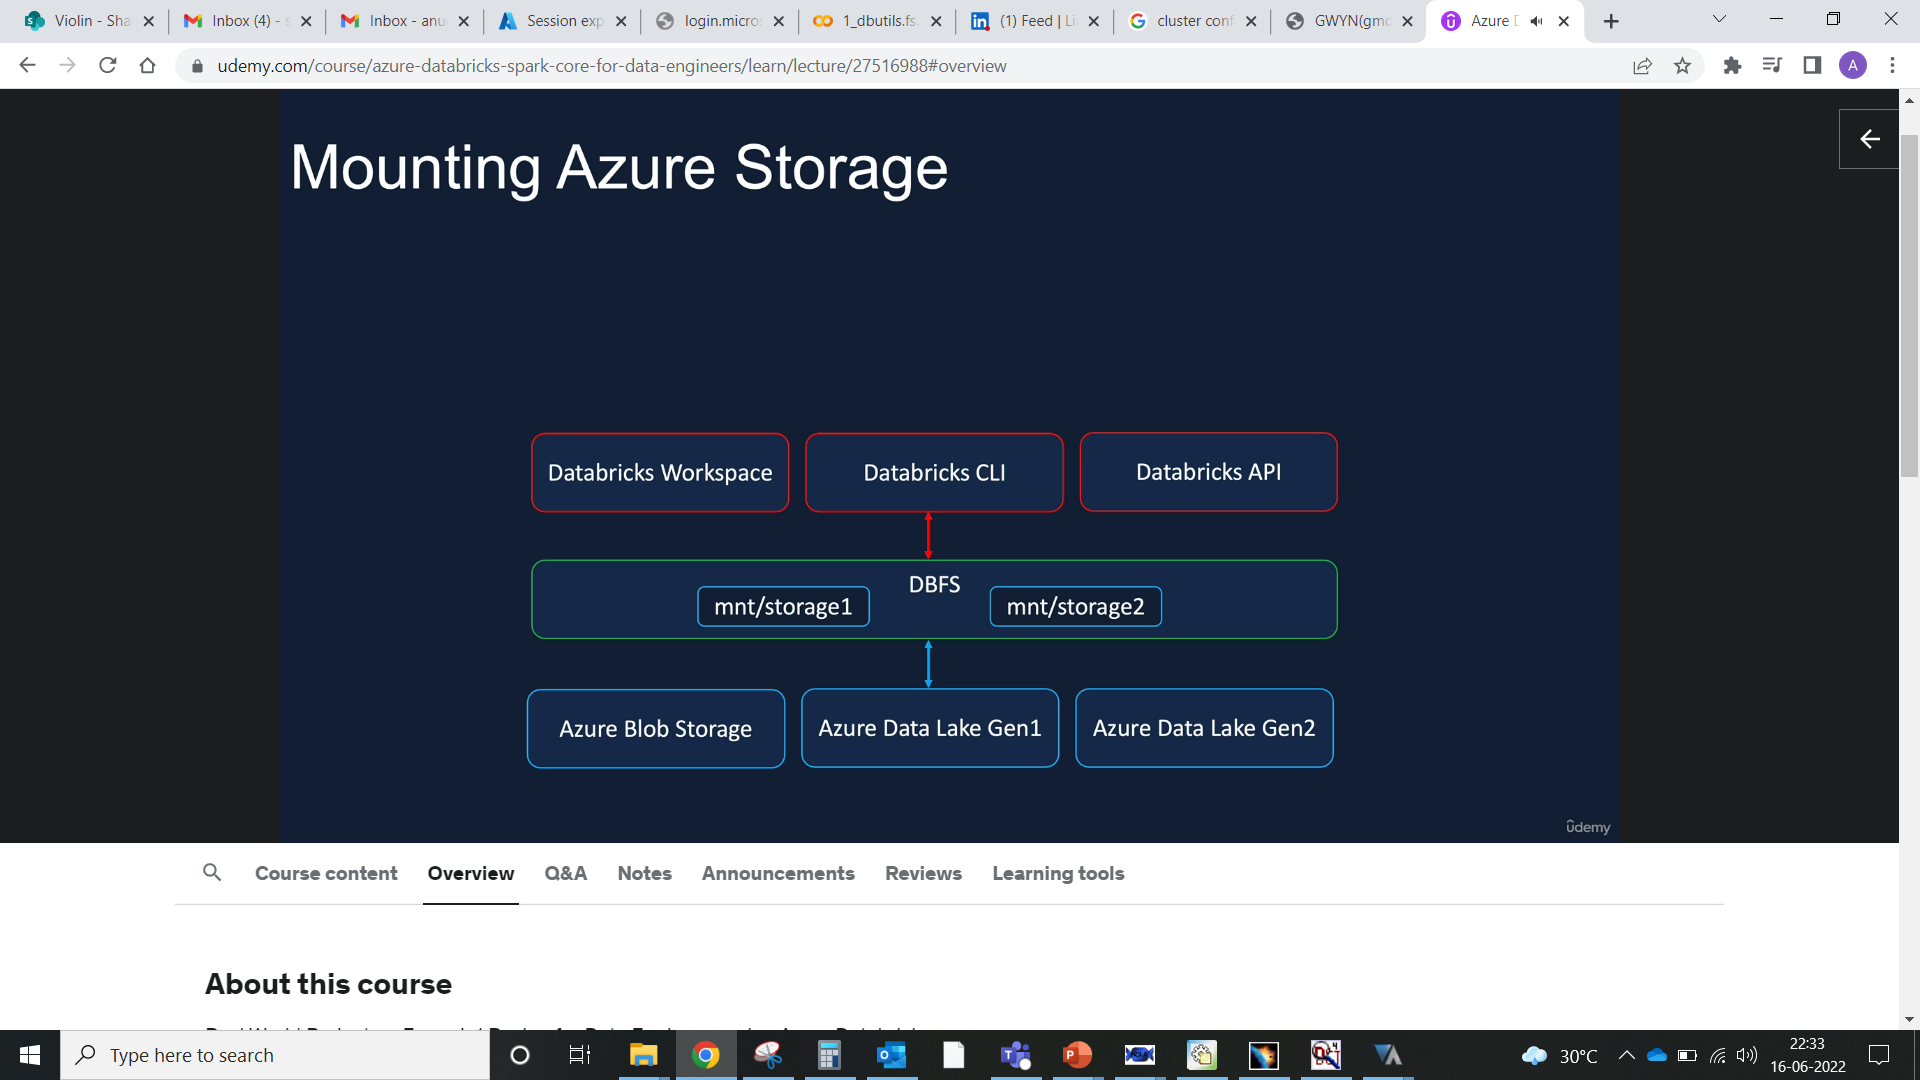 Violin - Sha
Inbox (4) - s
Inbox - anu
Session exp
login.micros
1_dbutils.fs.
(1) Feed | Li
cluster conf
GWYN(gmd
Azure D
udemy.com/course/azure-databricks-spark-core-for-data-engineers/learn/lecture/27516988#overview
A
Mounting Azure Storage
Databricks Workspace
Databricks CLI
Databricks API
DBFS
mnt/storage1
mnt/storage2
Azure Blob Storage
Azure Data Lake Gen1
Azure Data Lake Gen2
ûdemy
Course content
Overview
Q&A
Notes
Announcements
Reviews
Learning tools
About this course
Type here to search
30°C
22:33
16-06-2022